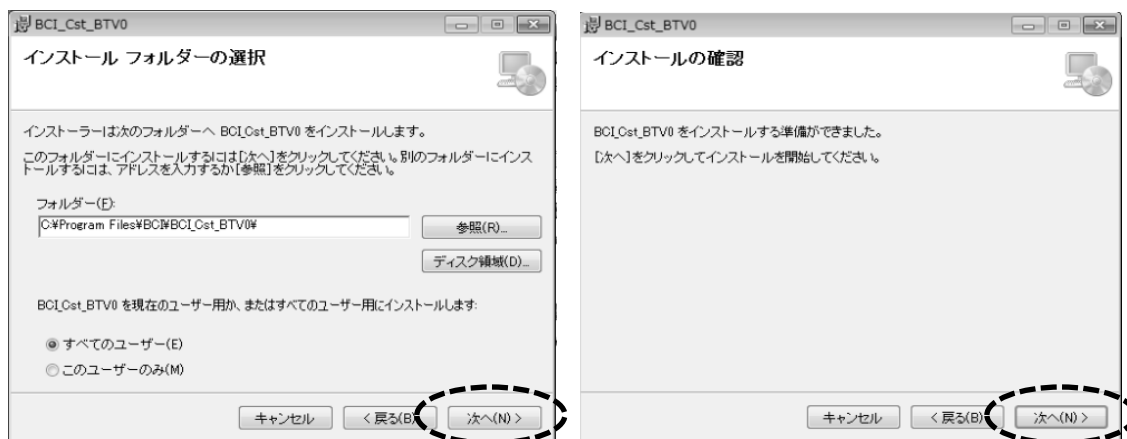 BCI_Cst_BTV0
インストール フォルダーの選択
インストーラーは次のフォルダーへ BCI_Cst_BTV0 をインストールします。
このフォルダーにインストールするには[次へ]をクリックしてください。別のフォルダーにインス
トールするには、アドレスを入力するか[参照]をクリックしてください。
フォルダー(F):
C:¥Program Files¥BCI¥BCI_Cst_BTV0¥
参照(R)...
ディスク領域(D)...
BCI_Cst_BTV0 を現在のユーザー用か、またはすべてのユーザー用にインストールします:
すべてのユーザー(E)
このユーザーのみ(M)
キャンセル
< 戻る(B)
次へ(N) >
BCI_Cst_BTV0
インストールの確認
BCI_Cst_BTV0 をインストールする準備ができました。
[次へ]をクリックしてインストールを開始してください。
キャンセル
< 戻る(B)
次へ(N) >